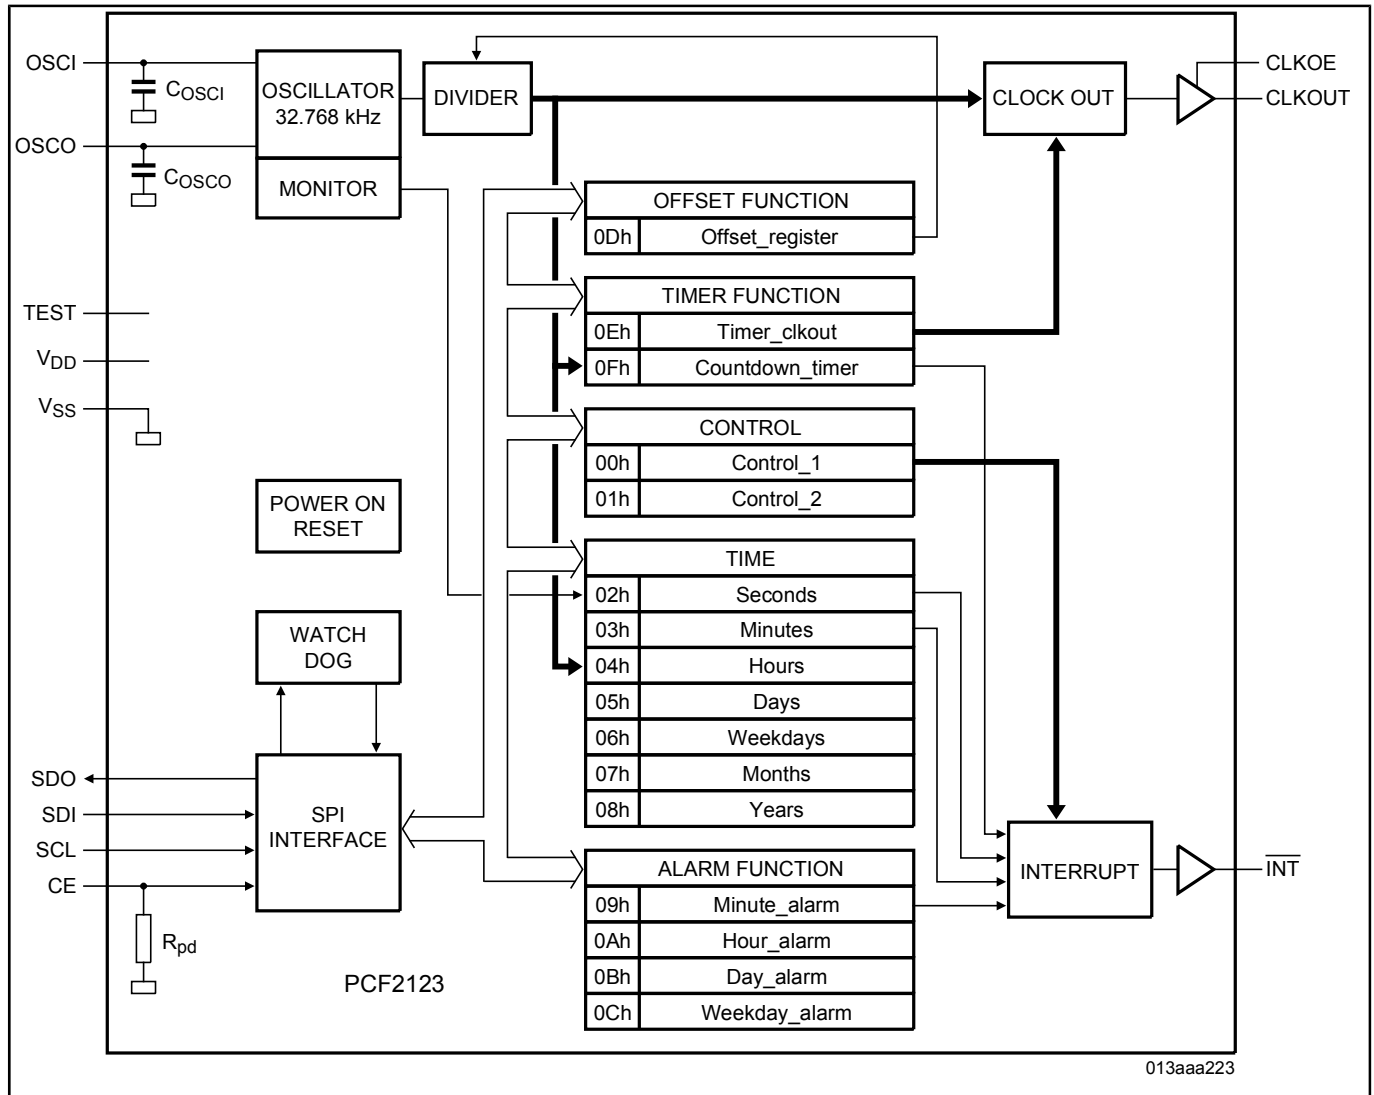 OSCI
COSCI
OSCILLATOR
32.768 kHz
DIVIDER
CLOCK OUT
CLKOE
CLKOUT
OSCO
COSCO
MONITOR
OFFSET FUNCTION
0Dh Offset_register
TEST
VDD
VSS
TIMER FUNCTION
0Eh Timer_clkout
0Fh Countdown_timer
CONTROL
00h Control_1
01h Control_2
POWER ON
RESET
TIME
02h Seconds
03h Minutes
04h Hours
05h Days
06h Weekdays
07h Months
08h Years
WATCH
DOG
SDO
SDI
SCL
CE
SPI
INTERFACE
Rpd
ALARM FUNCTION
09h Minute_alarm
0Ah Hour_alarm
0Bh Day_alarm
0Ch Weekday_alarm
INTERRUPT
INT
PCF2123
013aaa223